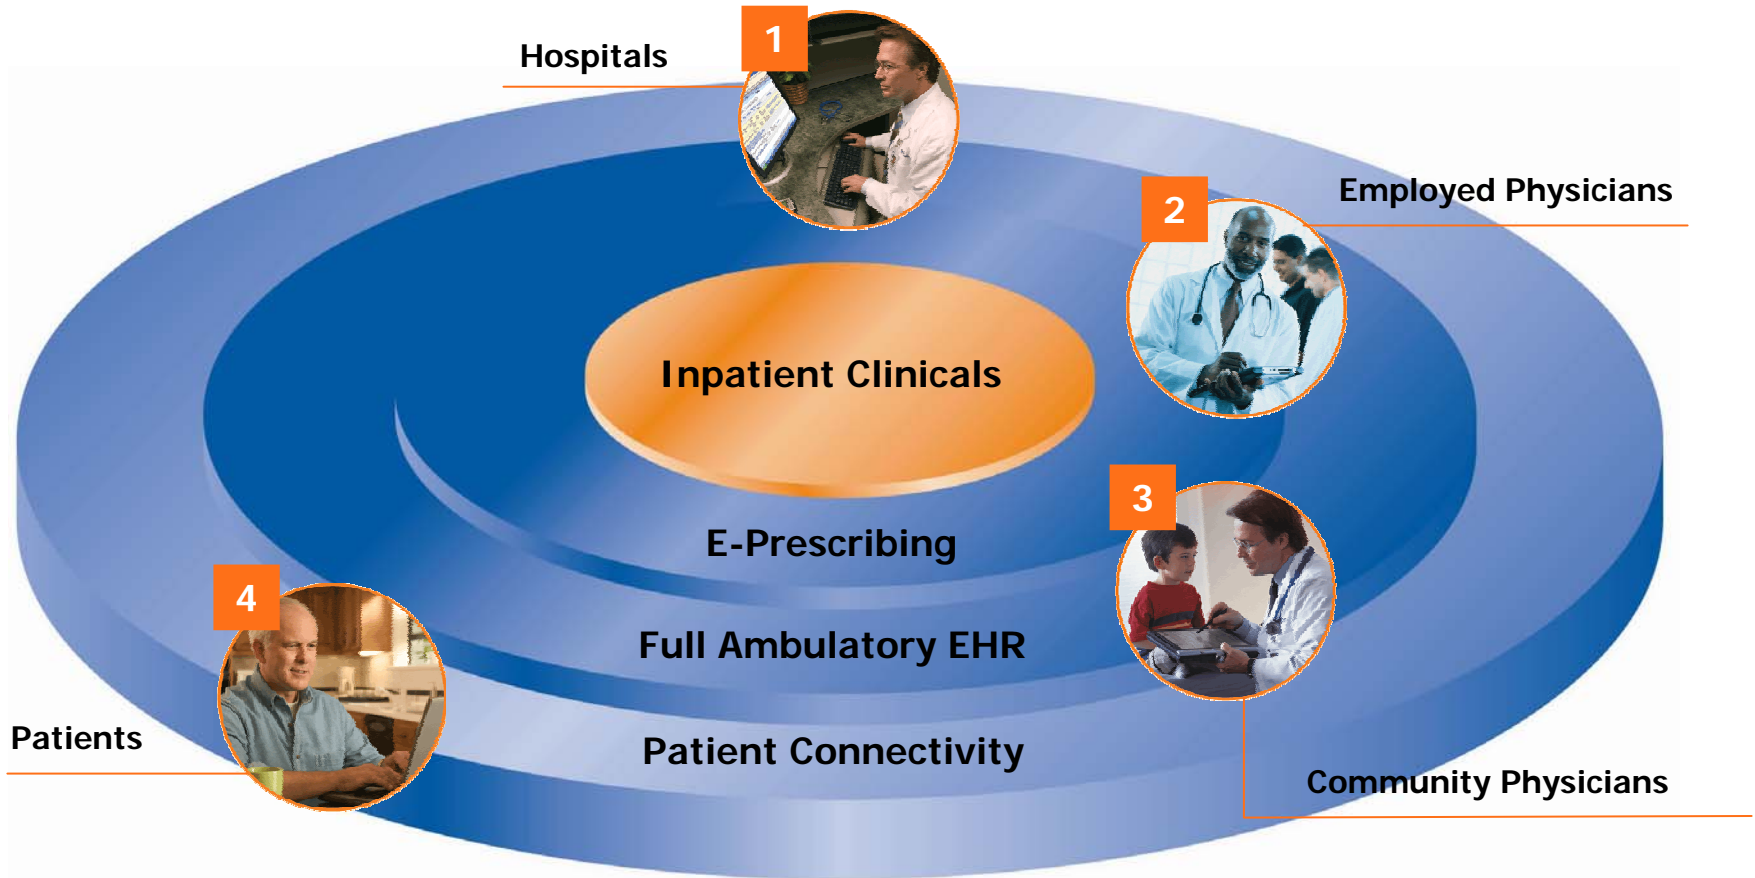 1
Hospitals
Employed Physicians
2
Inpatient Clinicals
3
E-Prescribing
4
Full Ambulatory EHR
Patients
Patient Connectivity
Community Physicians